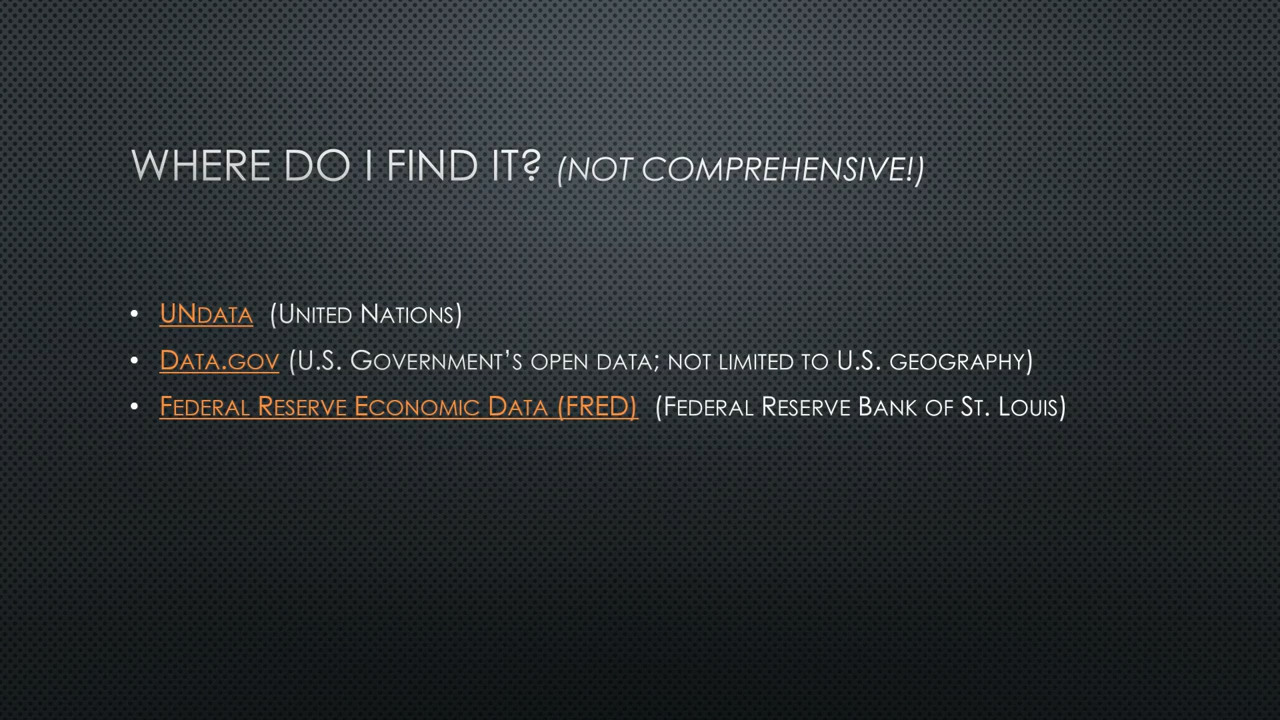 WHERE DO I FIND IT? (NOT COMPREHENSIVE!)
• UNDATA (UNITED NATIONS)
• DATA.GOV (U.S. GOVERNMENT'S OPEN DATA; NOT LIMITED TO U.S. GEOGRAPHY)
• FEDERAL RESERVE ECONOMIC DATA (FRED) (FEDERAL RESERVE BANK OF ST. LOUIS)